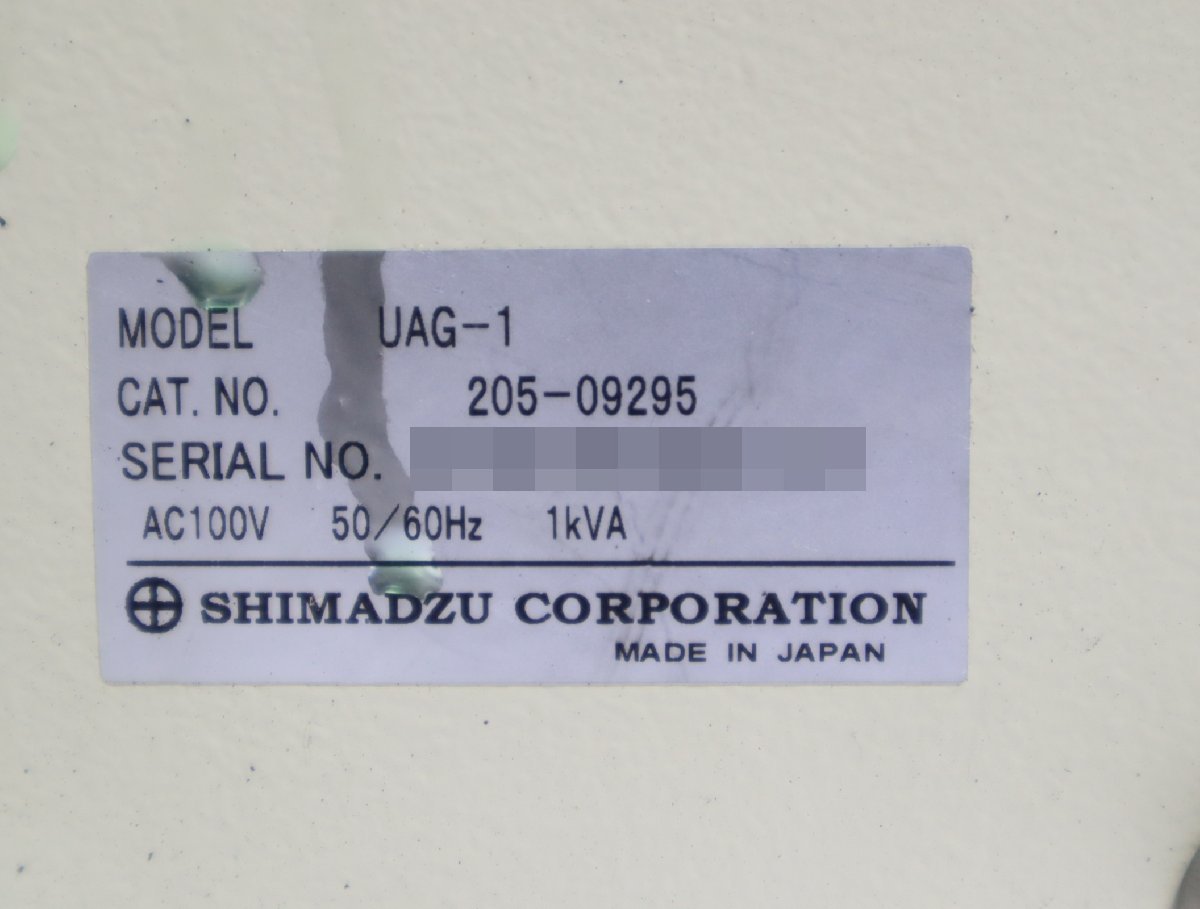 MODEL UAG-1
CAT. NO. 205-09295
SERIAL NO.
AC100V 50/60Hz 1kVA
SHIMADZU CORPORATION
MADE IN JAPAN